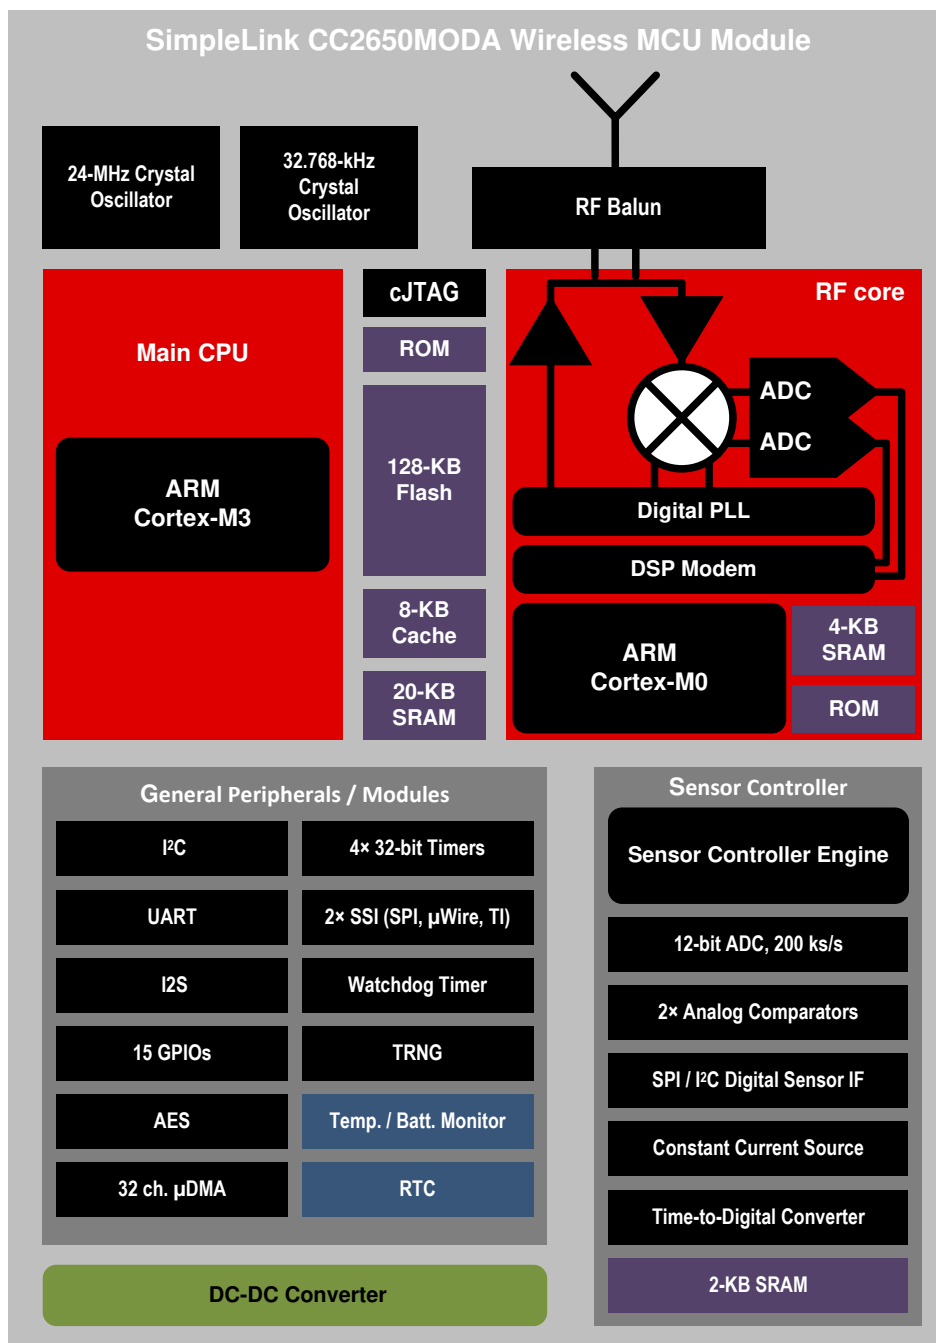 SimpleLink CC2650MODA Wireless MCU Module
24-MHz Crystal
Oscillator
32.768-kHz
Crystal
Oscillator
RF Balun
Main CPU
ARM
Cortex-M3
cJTAG
ROM
128-KB
Flash
8-KB
Cache
20-KB
SRAM
RF core
ADC
ADC
Digital PLL
DSP Modem
ARM
Cortex-M0
4-KB
SRAM
ROM
General Peripherals / Modules
I²C
4× 32-bit Timers
UART
2× SSI (SPI, µWire, TI)
I2S
Watchdog Timer
15 GPIOs
TRNG
AES
Temp. / Batt. Monitor
32 ch. µDMA
RTC
DC-DC Converter
Sensor Controller
Sensor Controller Engine
12-bit ADC, 200 ks/s
2× Analog Comparators
SPI / I²C Digital Sensor IF
Constant Current Source
Time-to-Digital Converter
2-KB SRAM